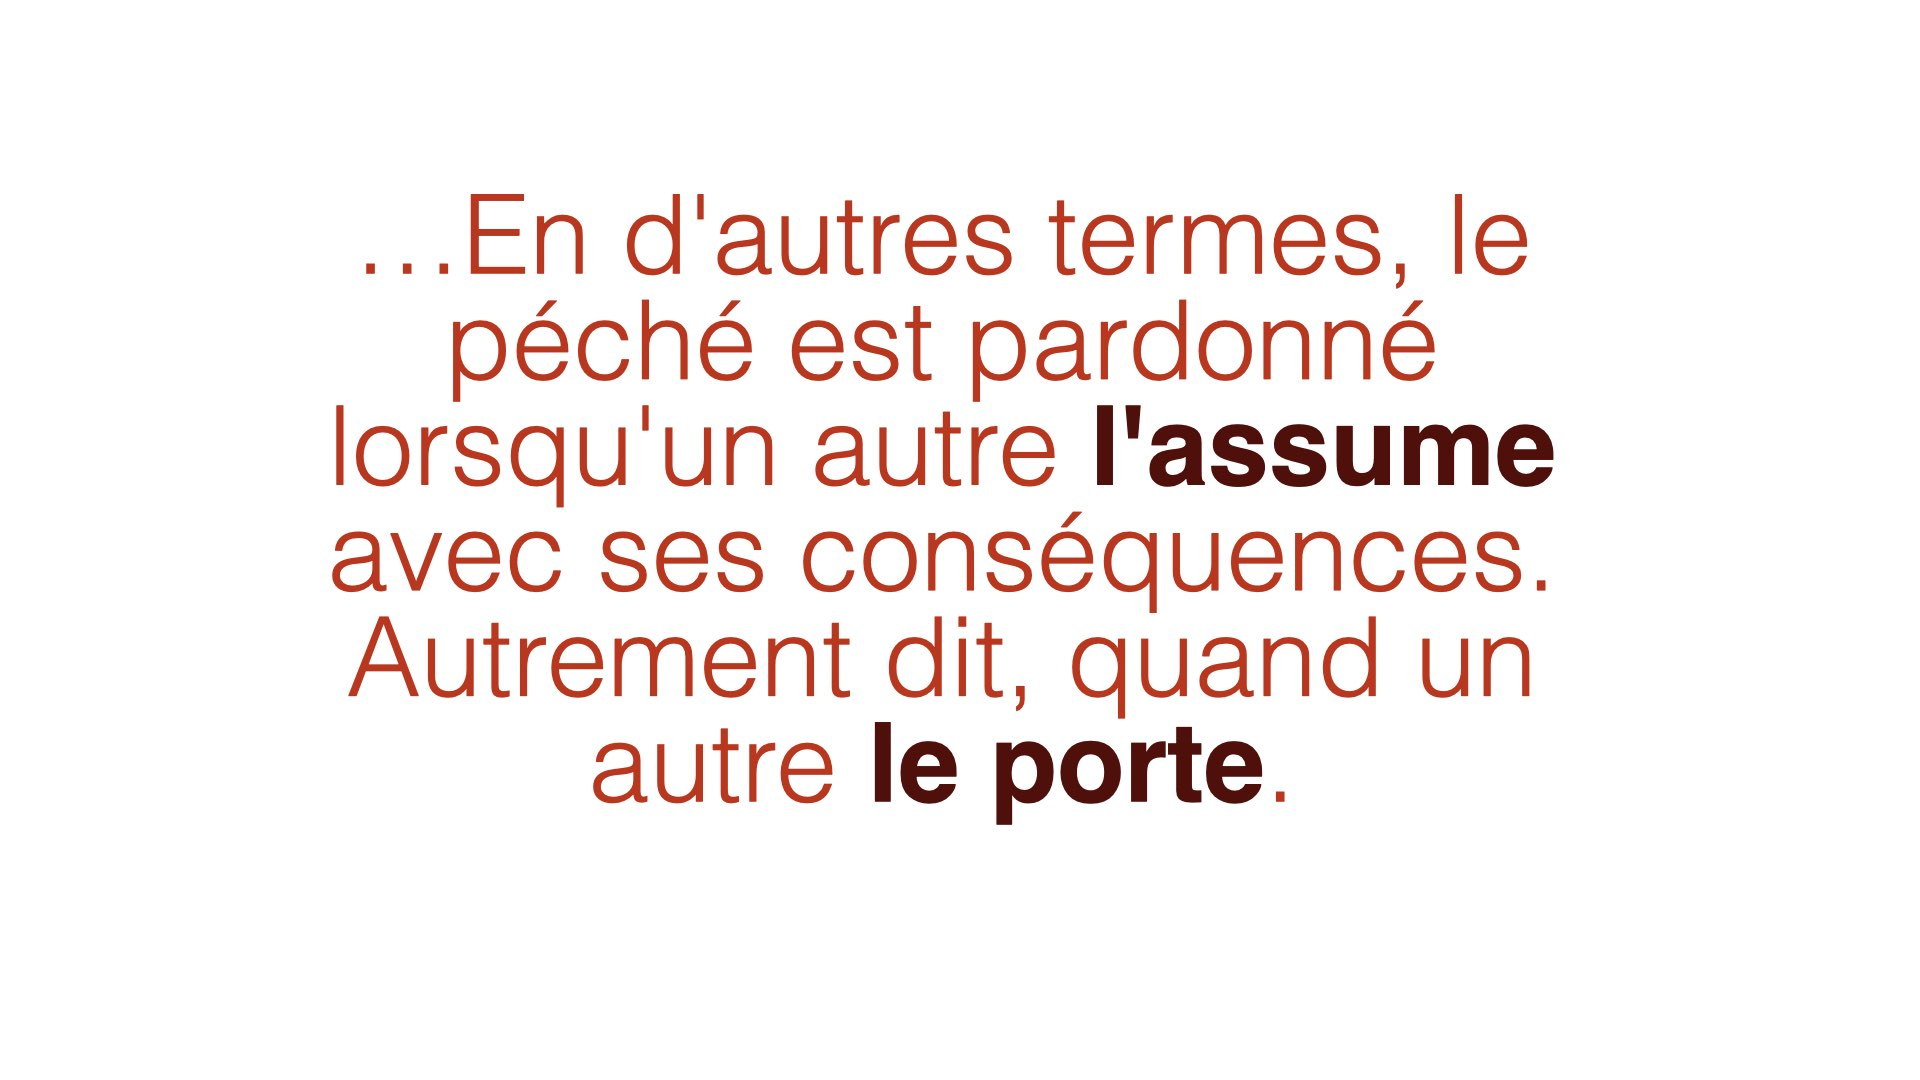 …En d'autres termes, le
péché est pardonné
lorsqu'un autre l'assume
avec ses conséquences.
Autrement dit, quand un
autre le porte.